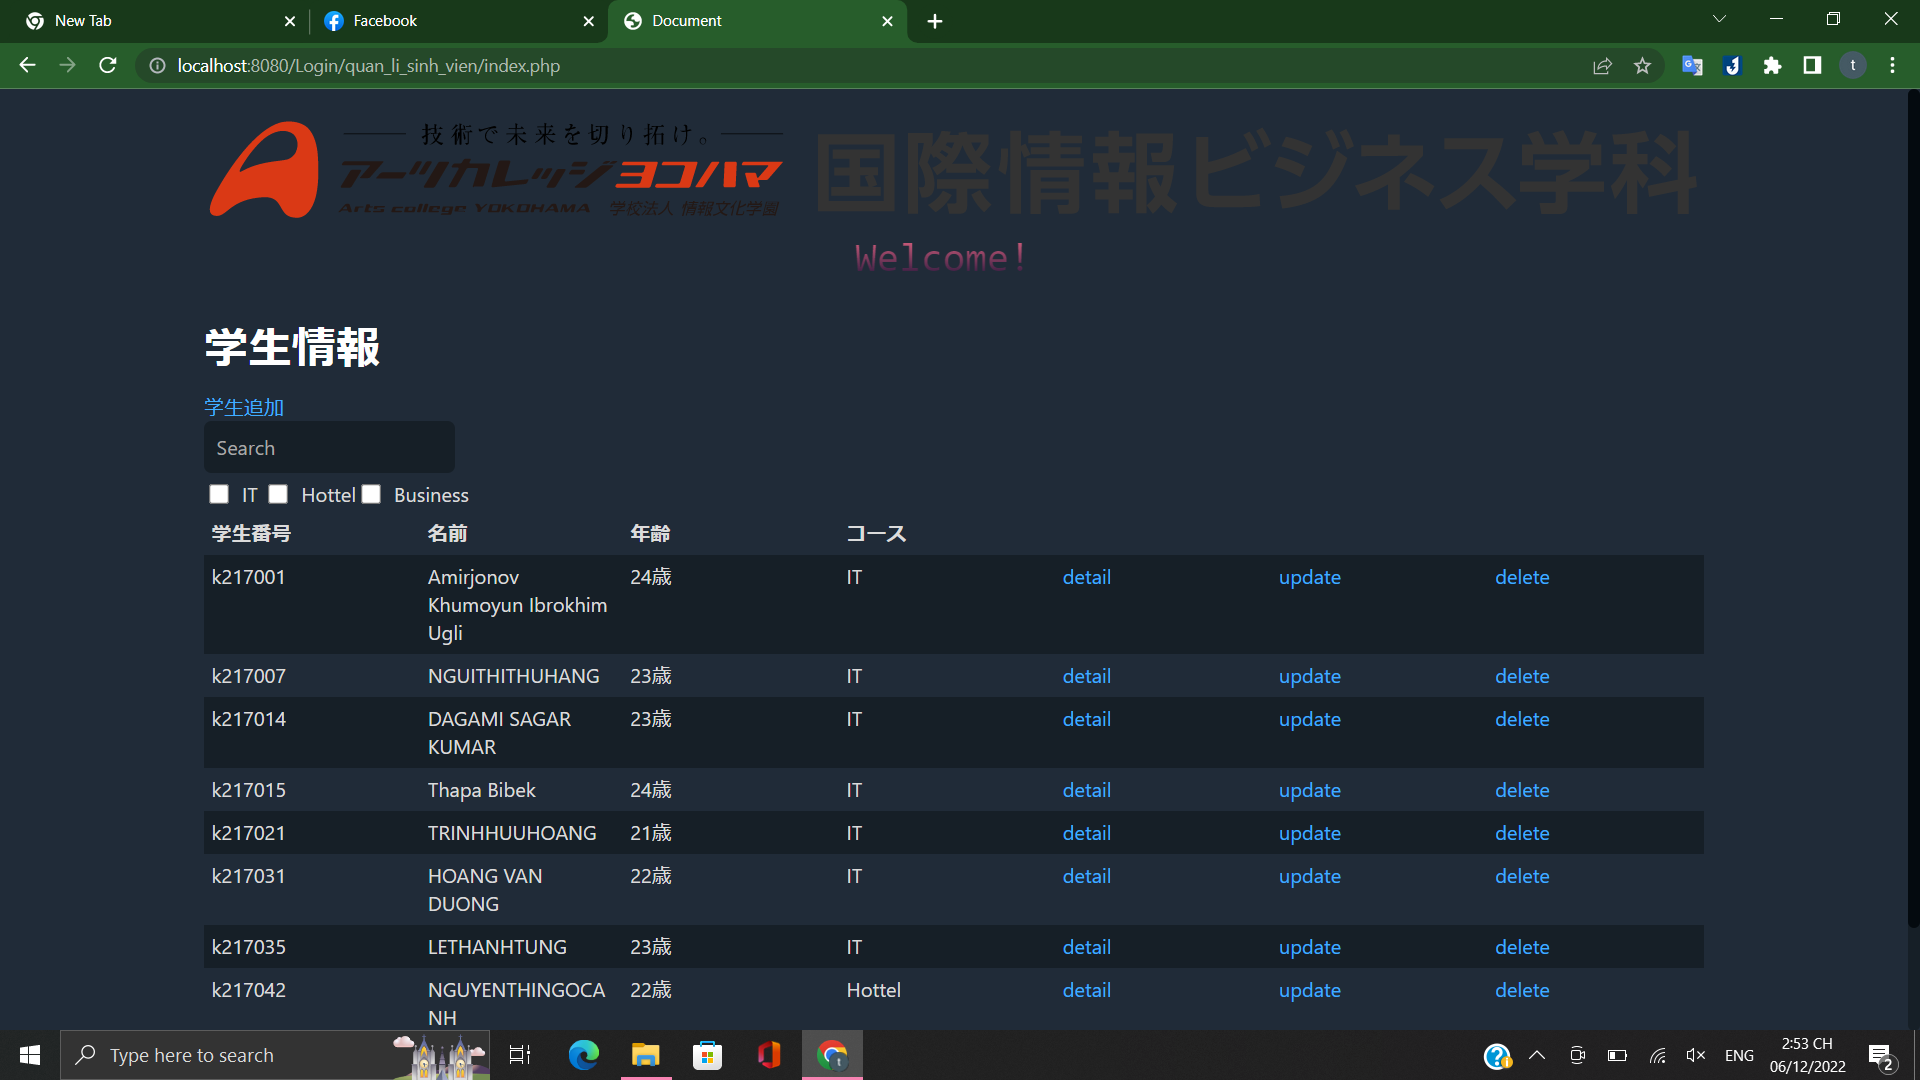 New Tab
Facebook
Document
localhost:8080/Login/quan_li_sinh_vien/index.php
t
技術で未来を切り拓け。
アーツカレッジヨコハマ
Arts college YOKOHAMA 学校法人 情報文化学園
国際情報ビジネス学科
Welcome!
学生情報
学生追加
Search
IT Hottel Business
学生番号 名前 年齢 コース
k217001 Amirjonov Khumoyun Ibrokhim Ugli 24歳 IT detail update delete
k217007 NGUITHITHUHANG 23歳 IT detail update delete
k217014 DAGAMI SAGAR KUMAR 23歳 IT detail update delete
k217015 Thapa Bibek 24歳 IT detail update delete
k217021 TRINHHUUHOANG 21歳 IT detail update delete
k217031 HOANG VAN DUONG 22歳 IT detail update delete
k217035 LETHANHTUNG 23歳 IT detail update delete
k217042 NGUYENTHINGOCANH 22歳 Hottel detail update delete
Type here to search
ENG
2:53 CH
06/12/2022
2